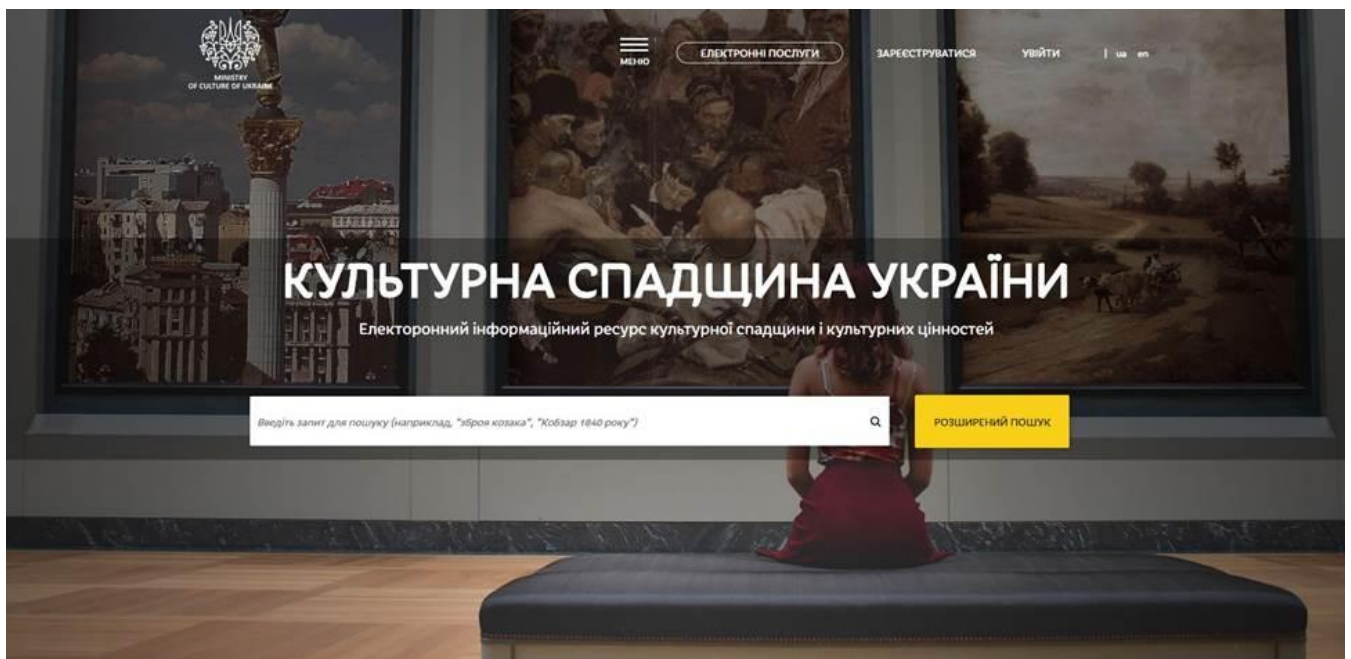 MINISTRY
OF CULTURE OF UKRAINE
МЕНЮ
ЕЛЕКТРОННІ ПОСЛУГИ
ЗАРЕЄСТРУВАТИСЯ
УВІЙТИ
| ua en
КУЛЬТУРНА СПАДЩИНА УКРАЇНИ
Електоронний інформаційний ресурс культурної спадщини і культурних цінностей
Введіть запит для пошуку (наприклад, "зброя козака", "Кобзар 1840 року")
РОЗШИРЕНИЙ ПОШУК